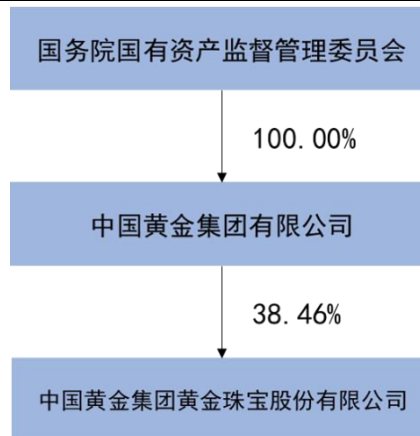 国务院国有资产监督管理委员会
100.00%
中国黄金集团有限公司
38.46%
中国黄金集团黄金珠宝股份有限公司